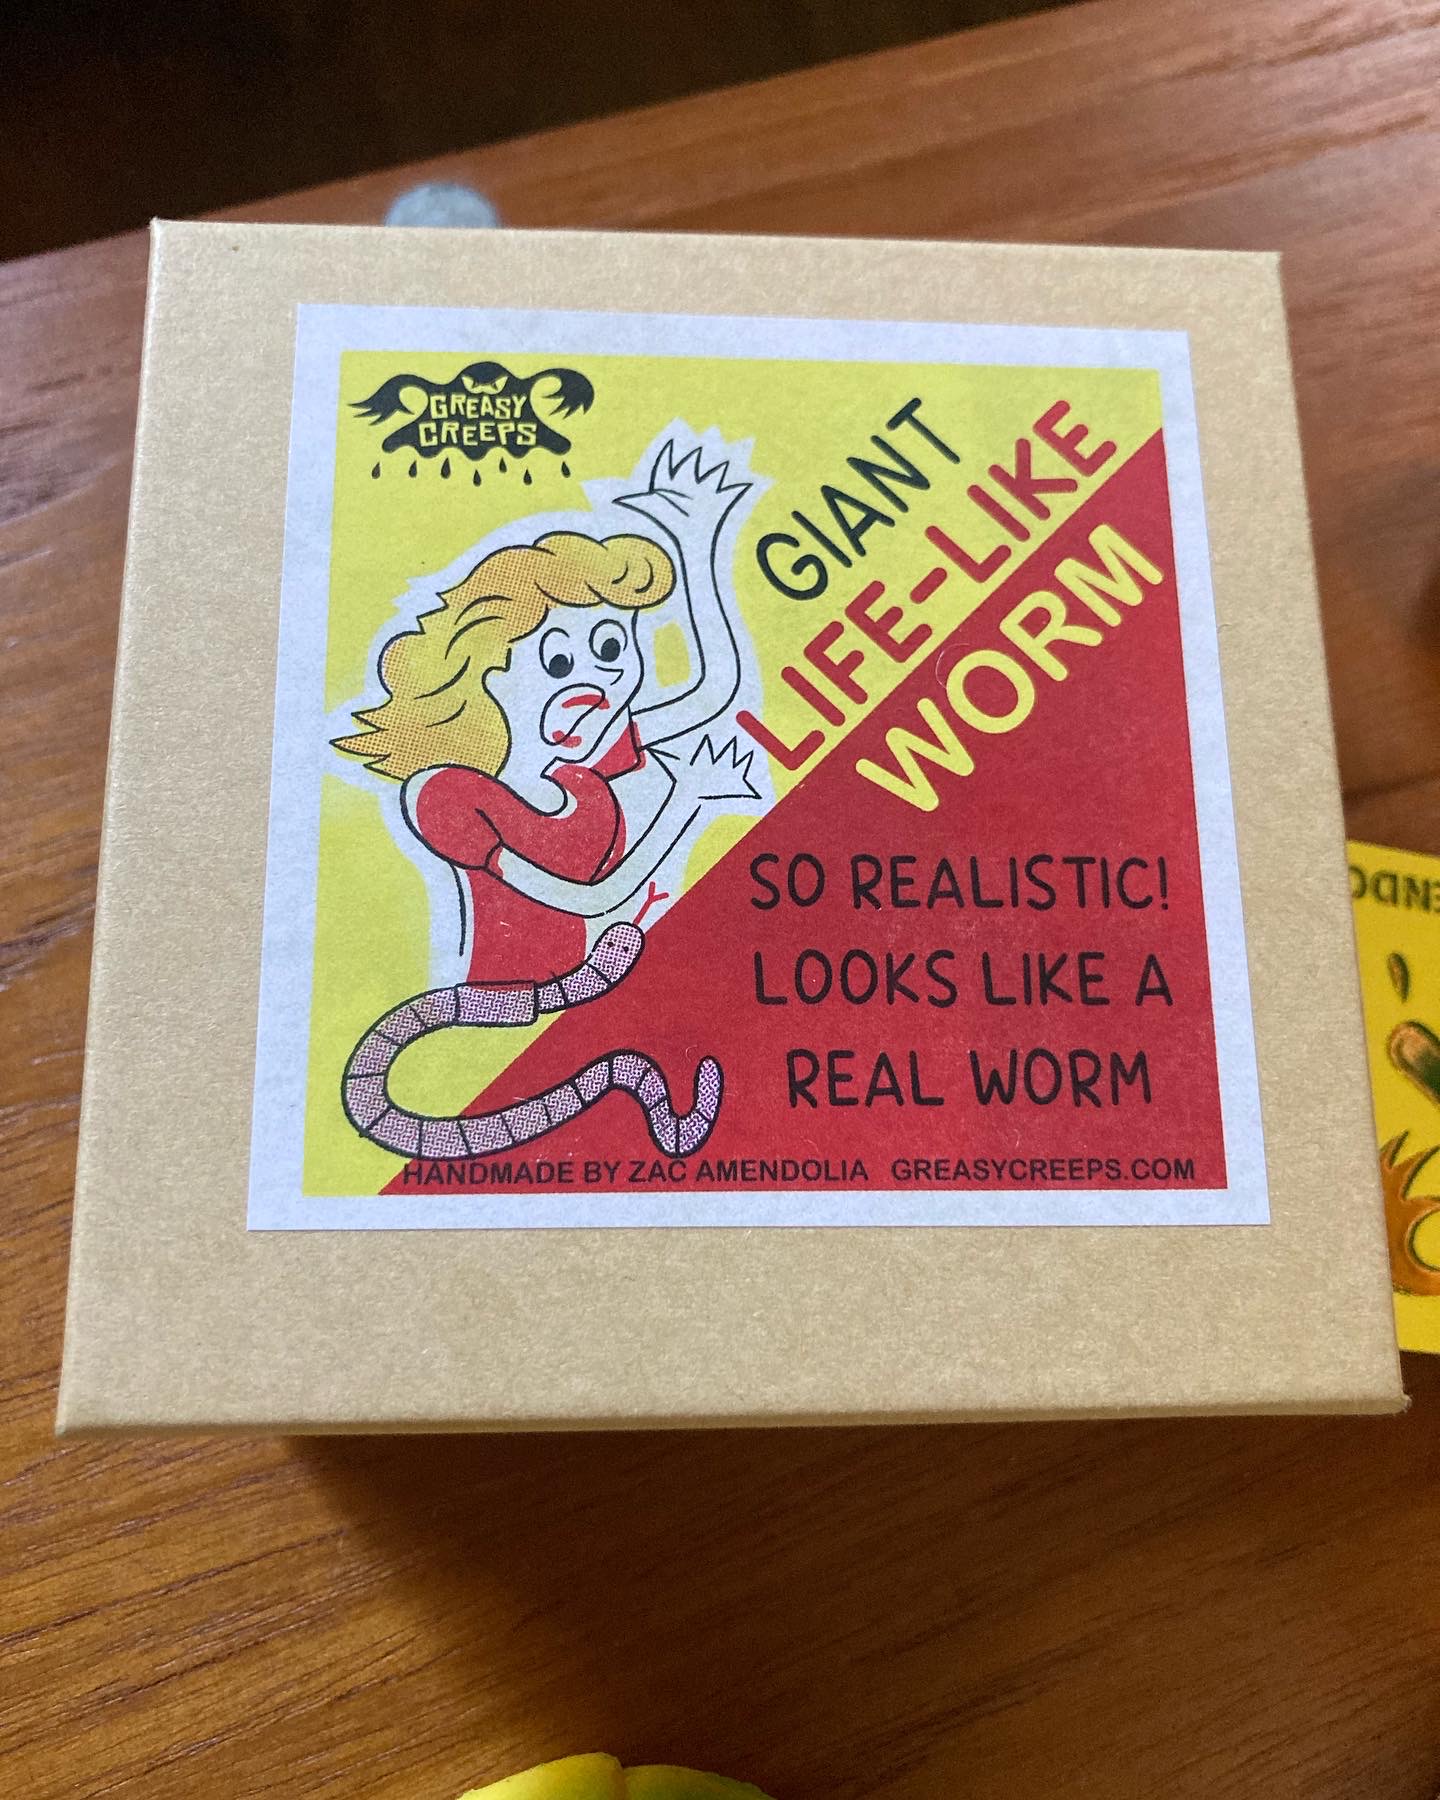 GREASY
CREEPS
GIANT
LIFE-LIKE
WORM
SO REALISTIC!
LOOKS LIKE A
REAL WORM
HANDMADE BY ZAC AMENDOLIA GREASYCREEPS.COM